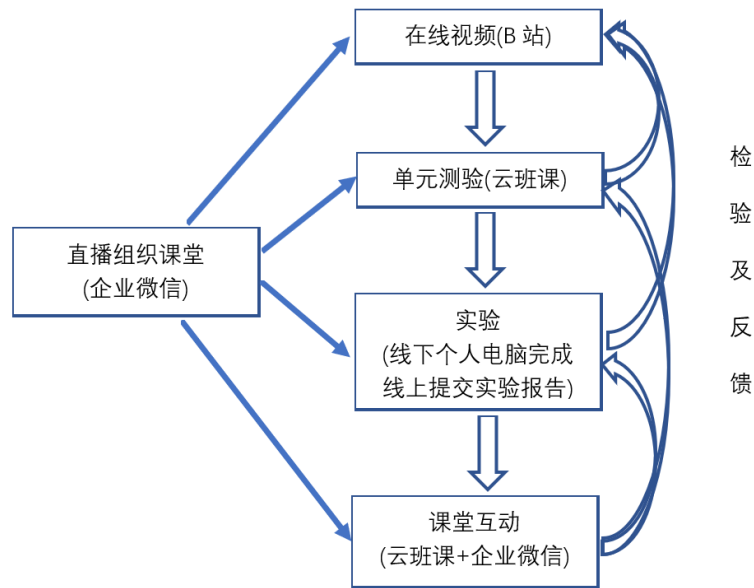 在线视频(B 站)
单元测验(云班课)
直播组织课堂
(企业微信)
实验
(线下个人电脑完成
线上提交实验报告)
课堂互动
(云班课+企业微信)
检
验
及
反
馈